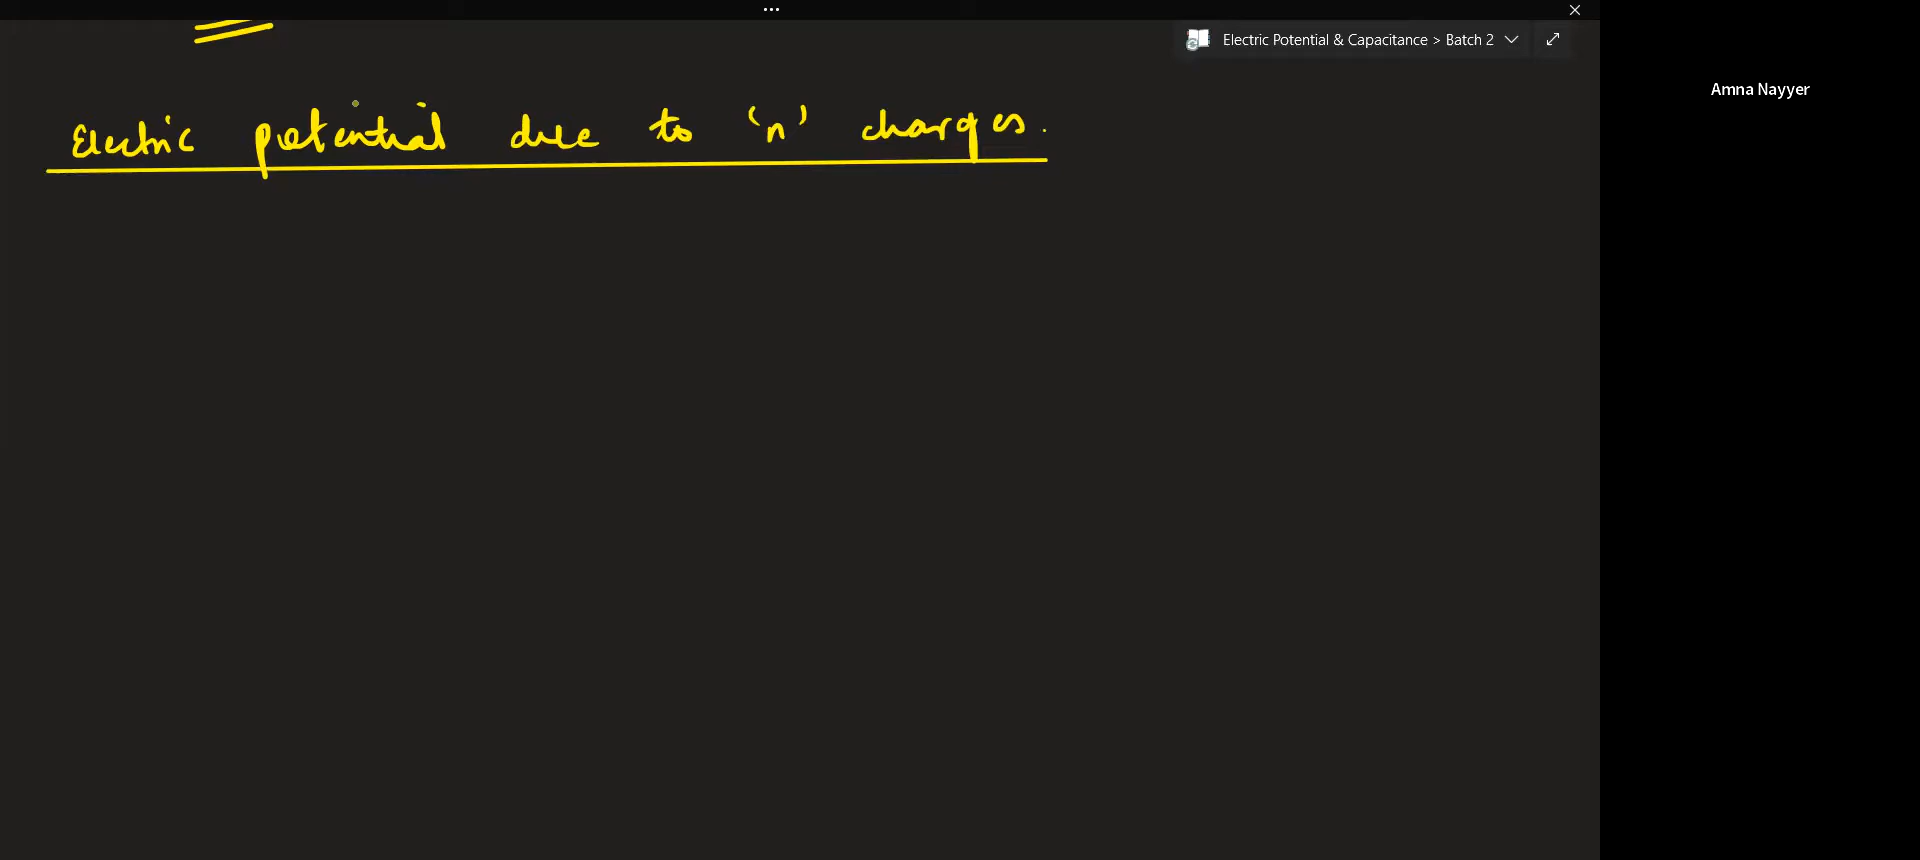 Electric Potential & Capacitance > Batch 2
Amna Nayyer
Electric potential due to 'n' charges.